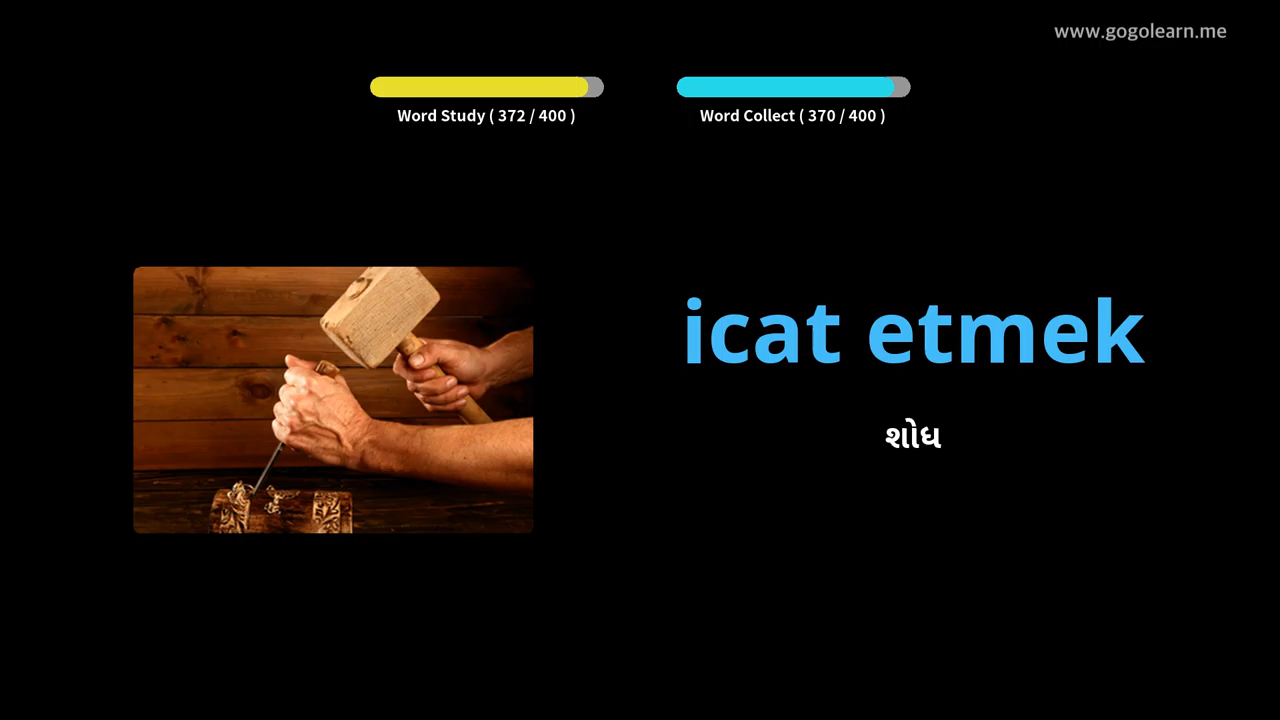 www.gogolearn.me
Word Study ( 372 / 400 )
Word Collect ( 370 / 400 )
icat etmek
શોધ